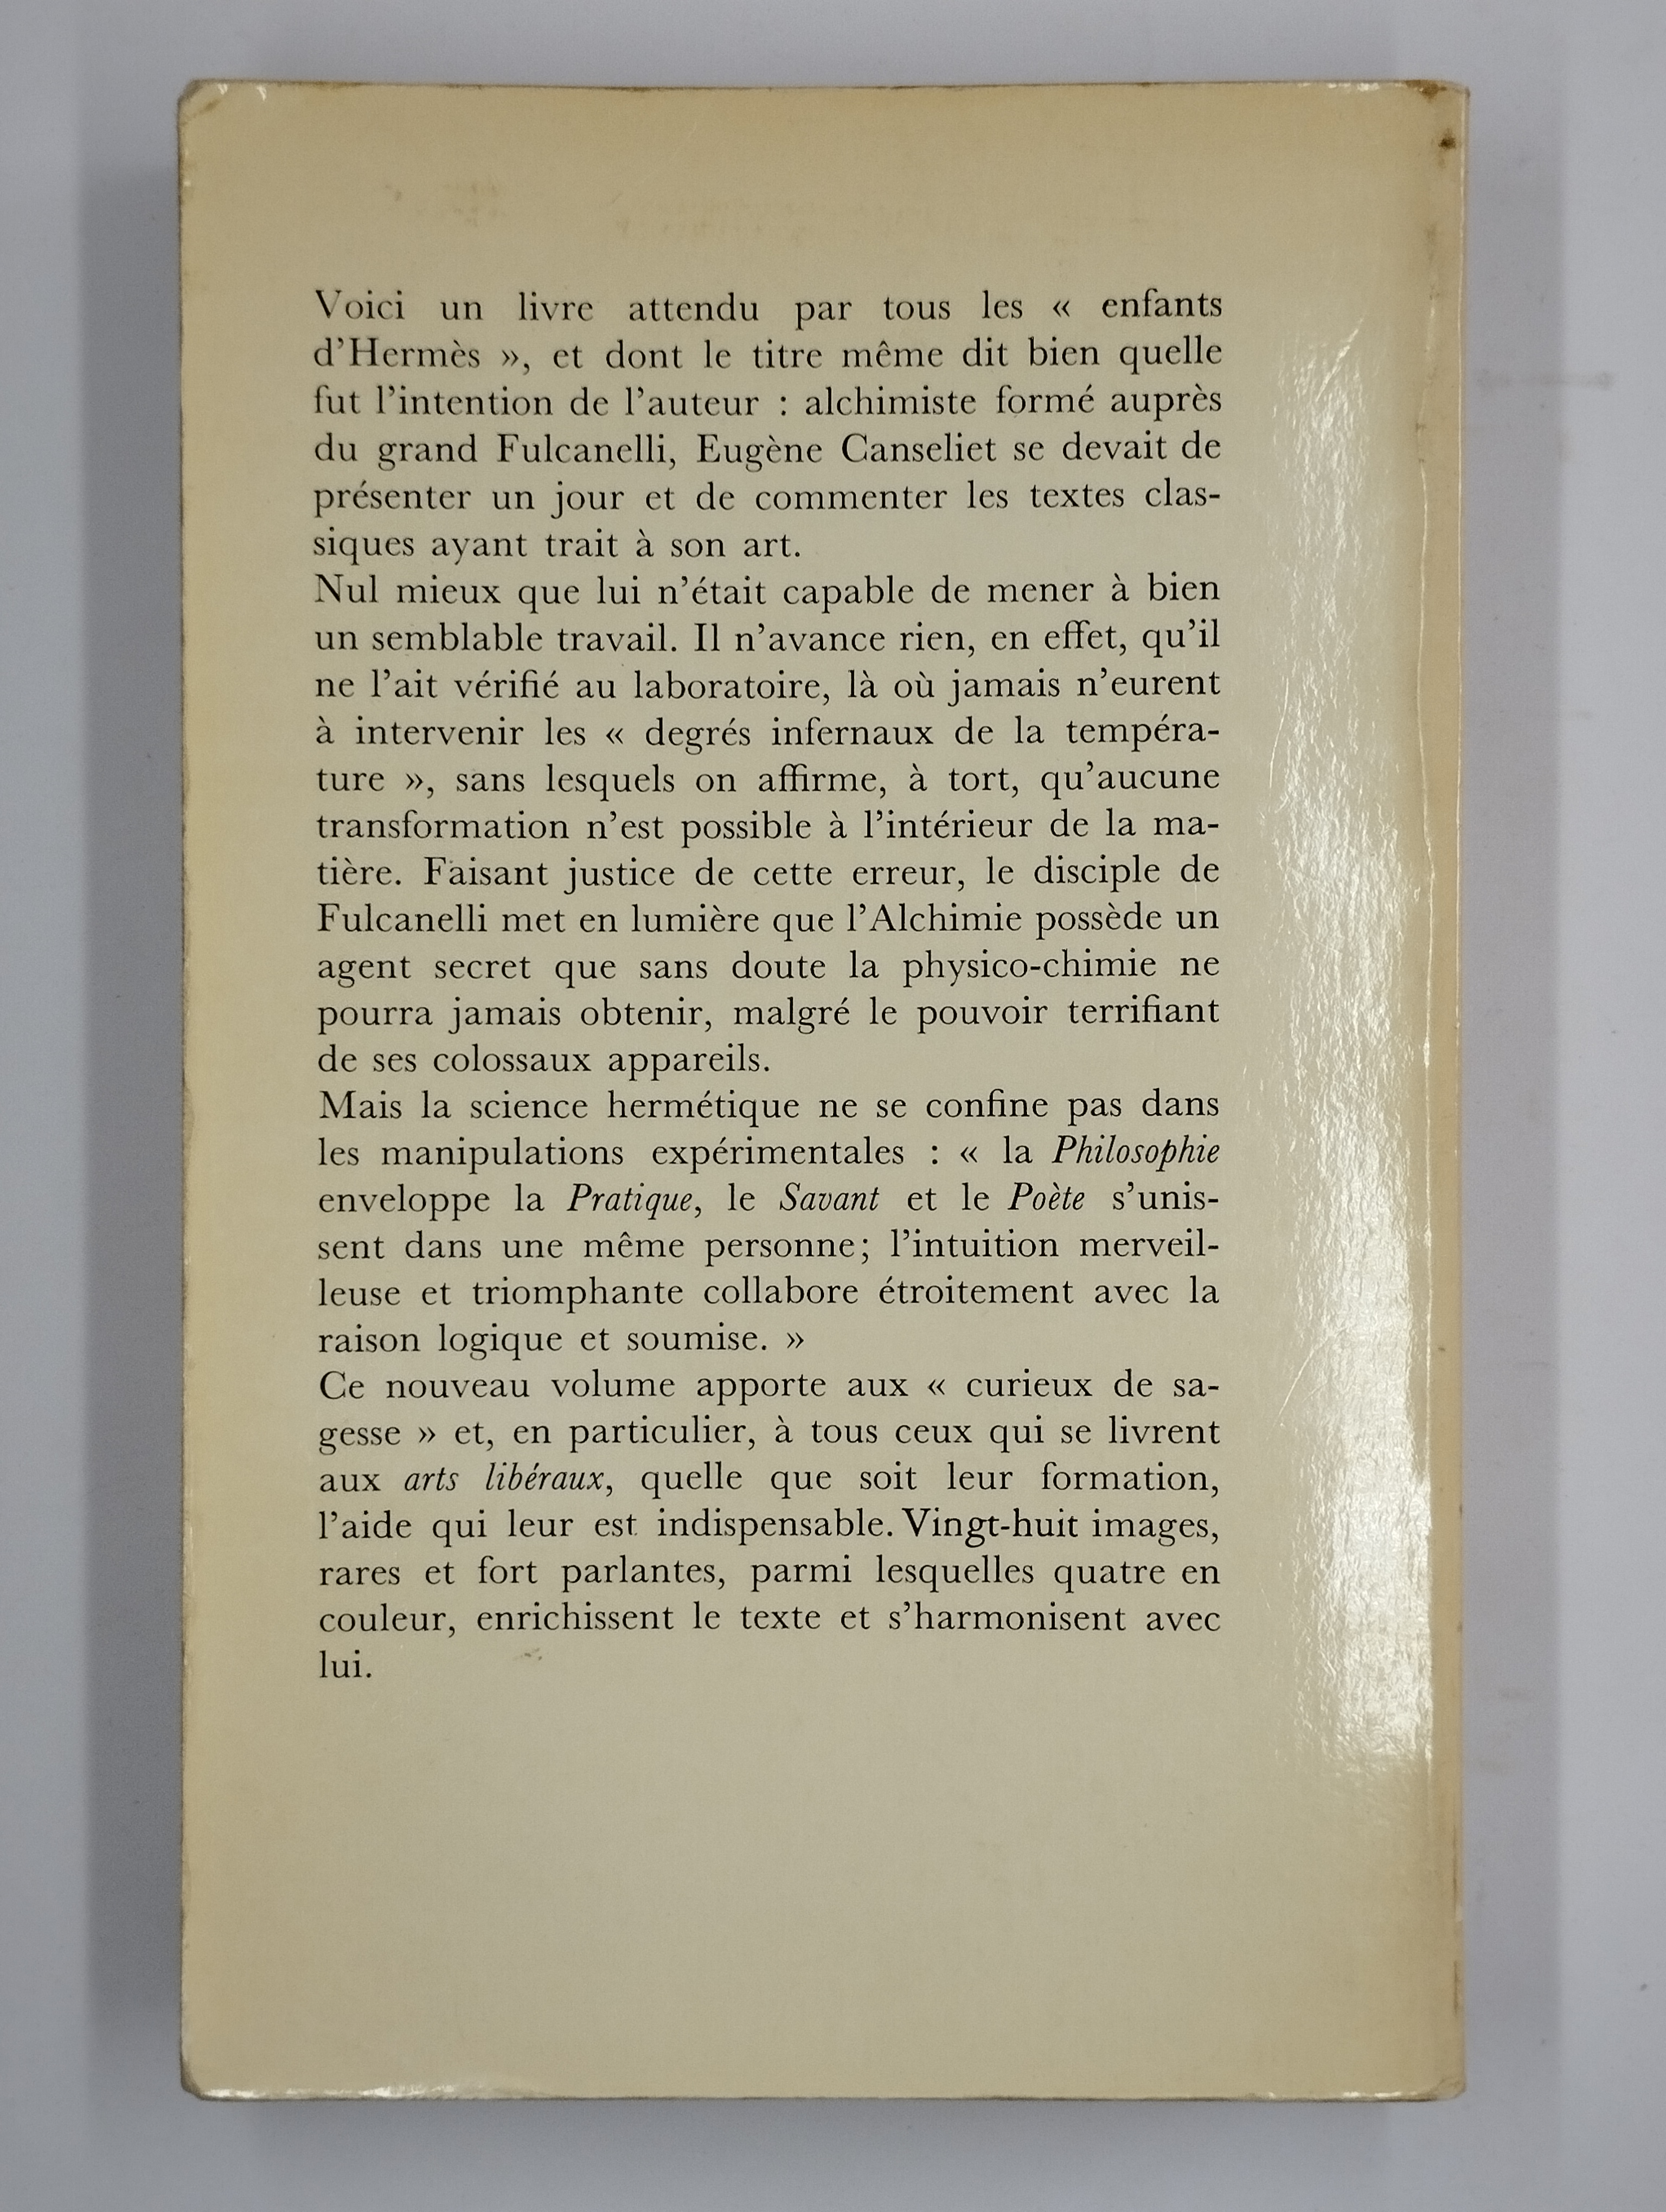 Voici un livre attendu par tous les « enfants
d’Hermès », et dont le titre même dit bien quelle
fut l’intention de l’auteur : alchimiste formé auprès
du grand Fulcanelli, Eugène Canseliet se devait de
présenter un jour et de commenter les textes clas-
siques ayant trait à son art.
Nul mieux que lui n’était capable de mener à bien
un semblable travail. Il n’avance rien, en effet, qu’il
ne l’ait vérifié au laboratoire, là où jamais n’eurent
à intervenir les « degrés infernaux de la tempéra-
ture », sans lesquels on affirme, à tort, qu’aucune
transformation n’est possible à l’intérieur de la ma-
tière. Faisant justice de cette erreur, le disciple de
Fulcanelli met en lumière que l’Alchimie possède un
agent secret que sans doute la physico-chimie ne
pourra jamais obtenir, malgré le pouvoir terrifiant
de ses colossaux appareils.
Mais la science hermétique ne se confine pas dans
les manipulations expérimentales : « la Philosophie
enveloppe la Pratique, le Savant et le Poète s’unis-
sent dans une même personne; l’intuition merveil-
leuse et triomphante collabore étroitement avec la
raison logique et soumise. »
Ce nouveau volume apporte aux « curieux de sa-
gesse » et, en particulier, à tous ceux qui se livrent
aux arts libéraux, quelle que soit leur formation,
l’aide qui leur est indispensable. Vingt-huit images,
rares et fort parlantes, parmi lesquelles quatre en
couleur, enrichissent le texte et s’harmonisent avec
lui.